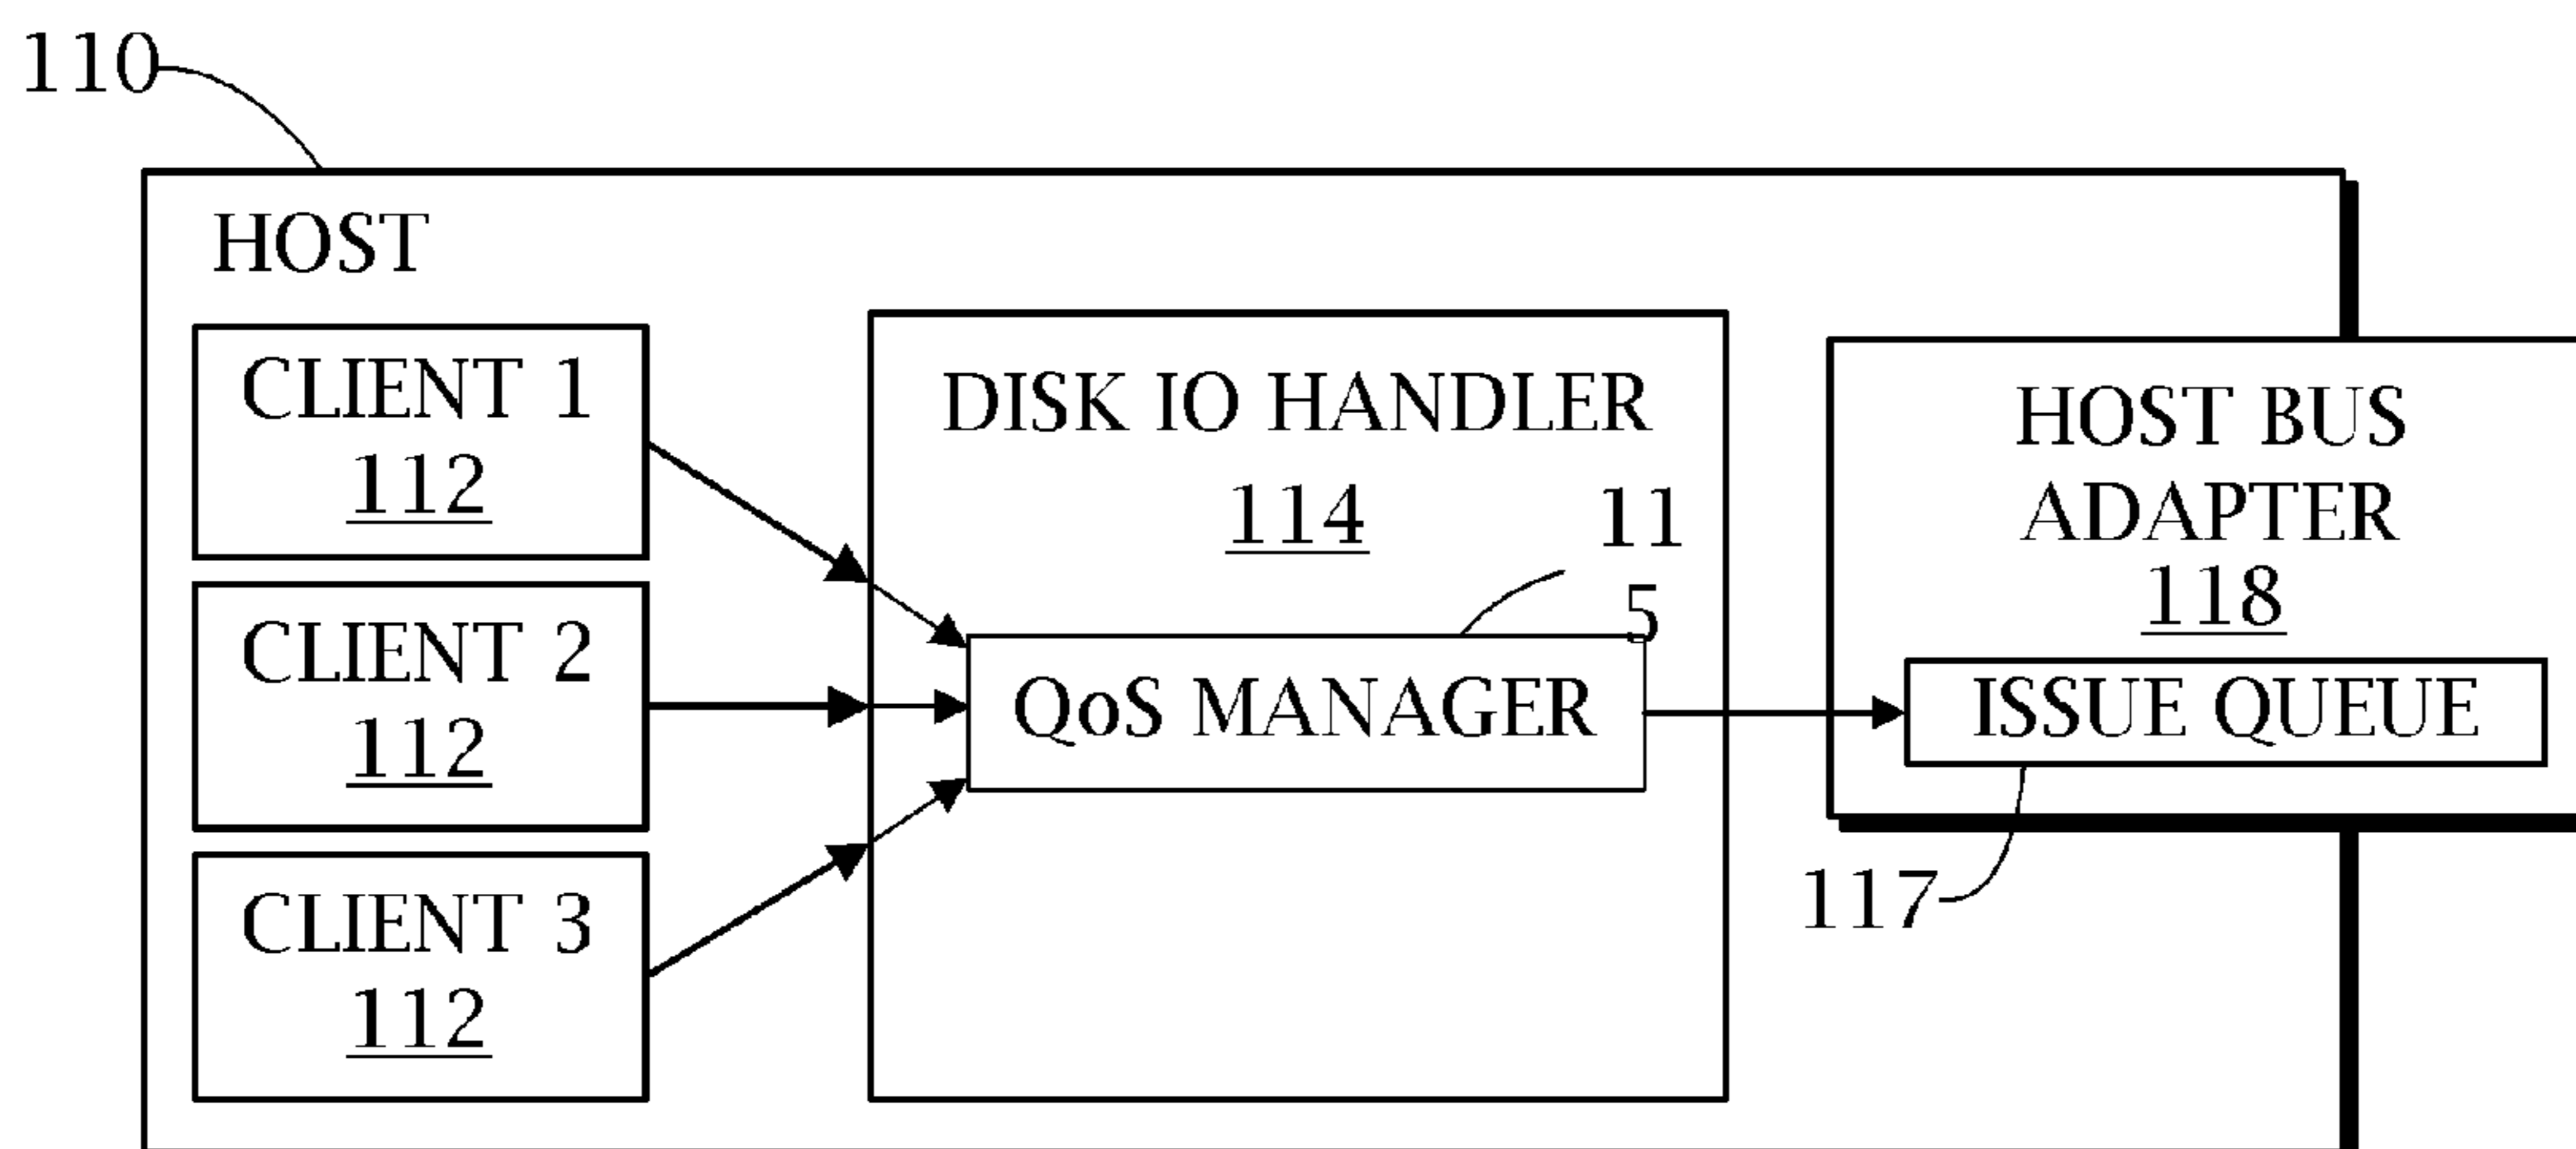 110
HOST
CLIENT 1
112
CLIENT 2
112
CLIENT 3
112
DISK IO HANDLER
114
11
5
QoS MANAGER
HOST BUS
ADAPTER
118
ISSUE QUEUE
117